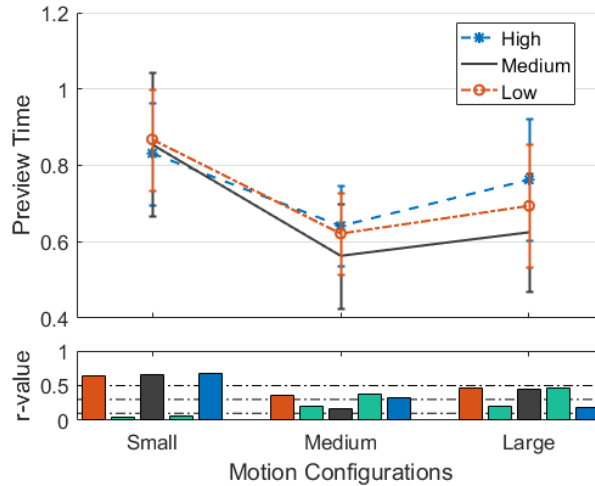 1.2
1
0.8
0.6
0.4
Preview Time
High
Medium
Low
1
0.5
0
r-value
Small Medium Large
Motion Configurations